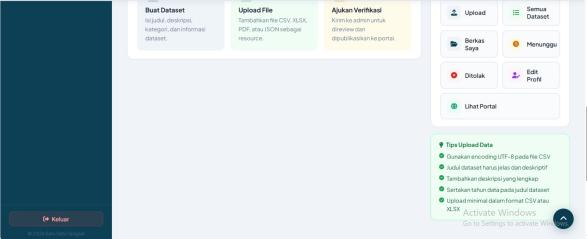 Buat Dataset
Isi judul, deskripsi,
kategori, dan informasi
dataset.
Upload File
Tambahkan file CSV, XLSX,
PDF, atau JSON sebagai
resource.
Ajukan Verifikasi
Kirim ke admin untuk
direview dan
dipublikasikan ke portal.
Upload
Semua
Dataset
Berkas
Saya
Menunggu
Ditolak
Edit
Profil
Lihat Portal
Tips Upload Data
Gunakan encoding UTF-8 pada file CSV
Judul dataset harus jelas dan deskriptif
Tambahkan deskripsi yang lengkap
Sertakan tahun data pada judul dataset
Upload minimal dalam format CSV atau
XLSX
Activate Windows
Go to Settings to activate Windows
Keluar